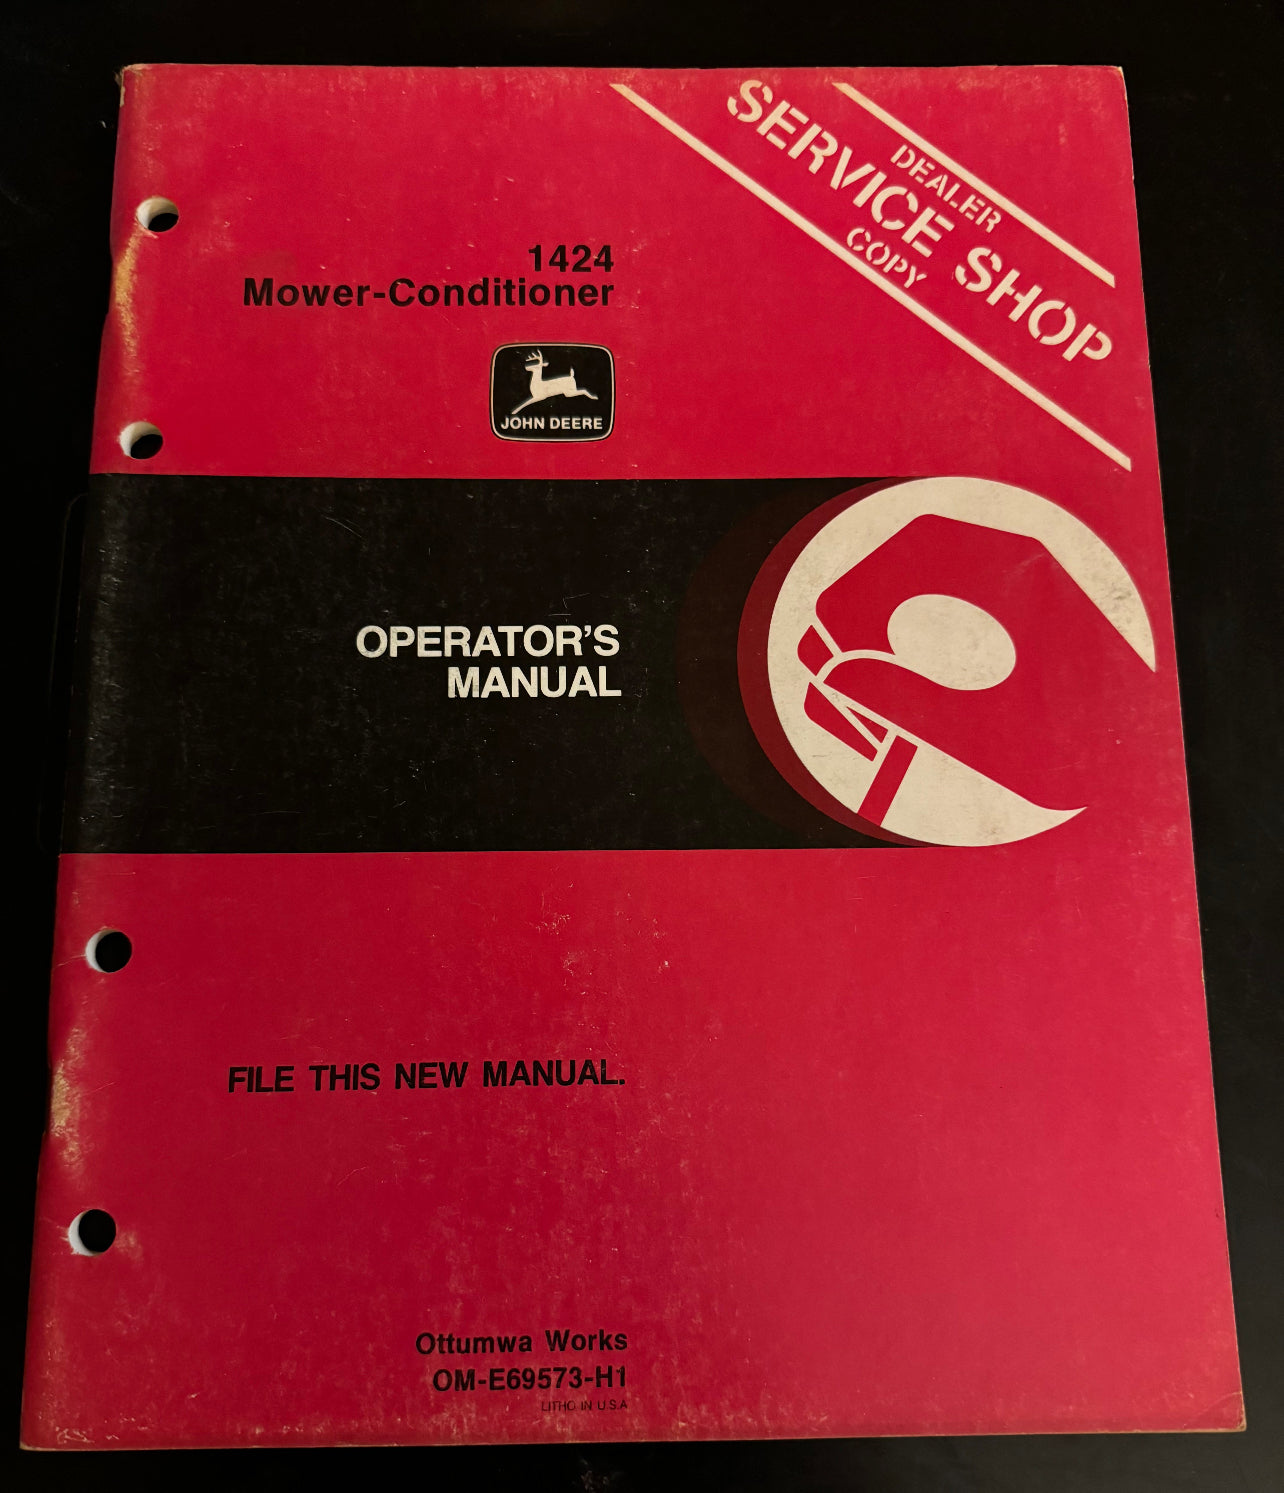 DEALER
SERVICE SHOP
COPY
1424
Mower-Conditioner
JOHN DEERE
OPERATOR'S
MANUAL
FILE THIS NEW MANUAL.
Ottumwa Works
OM-E69573-H1
LITHO IN U.S.A